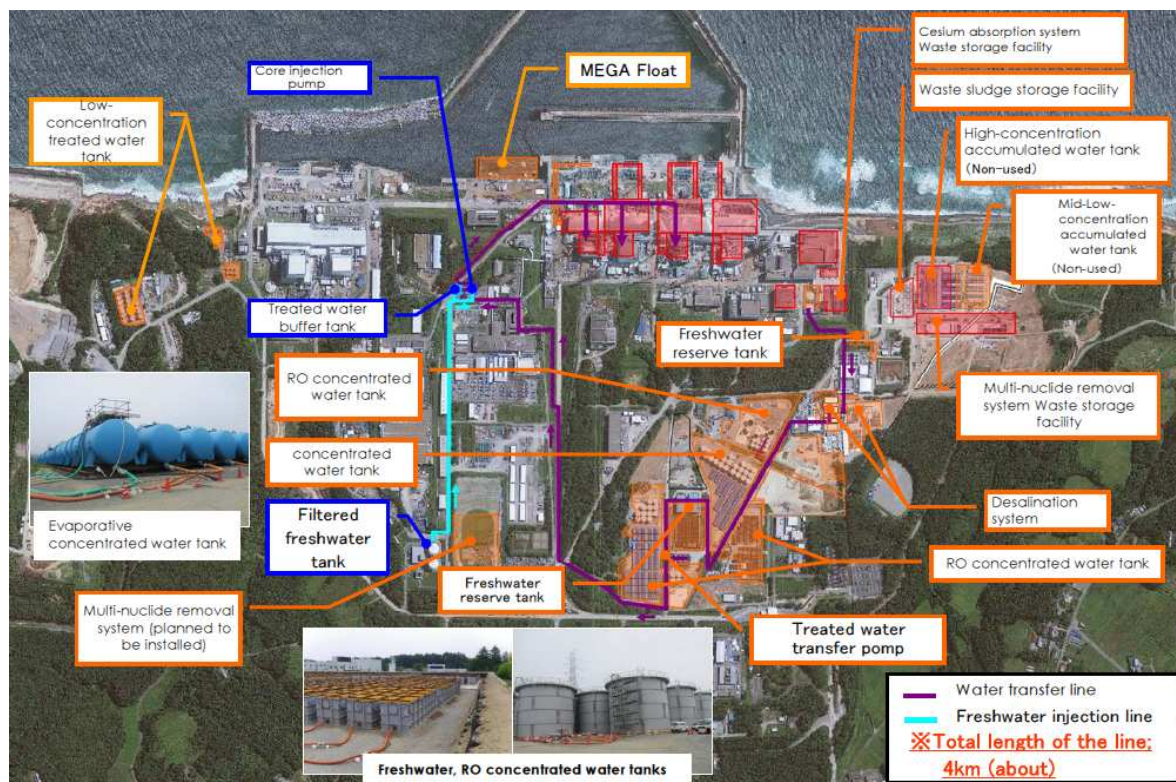 Cesium absorption system
Waste storage facility
Core injection
pump
MEGA Float
Waste sludge storage facility
Low-
concentration
treated water
tank
High-concentration
accumulated water tank
(Non-used)
Mid-Low-
concentration
accumulated
water tank
(Non-used)
Treated water
buffer tank
Freshwater
reserve tank
RO concentrated
water tank
Multi-nuclide removal
system Waste storage
facility
concentrated
water tank
Desalination
system
Evaporative
concentrated water tank
Filtered
freshwater
tank
RO concentrated water tank
Freshwater
reserve tank
Multi-nuclide removal
system (planned to
be installed)
Treated water
transfer pomp
Water transfer line
Freshwater injection line
※Total length of the line;
4km (about)
Freshwater, RO concentrated water tanks